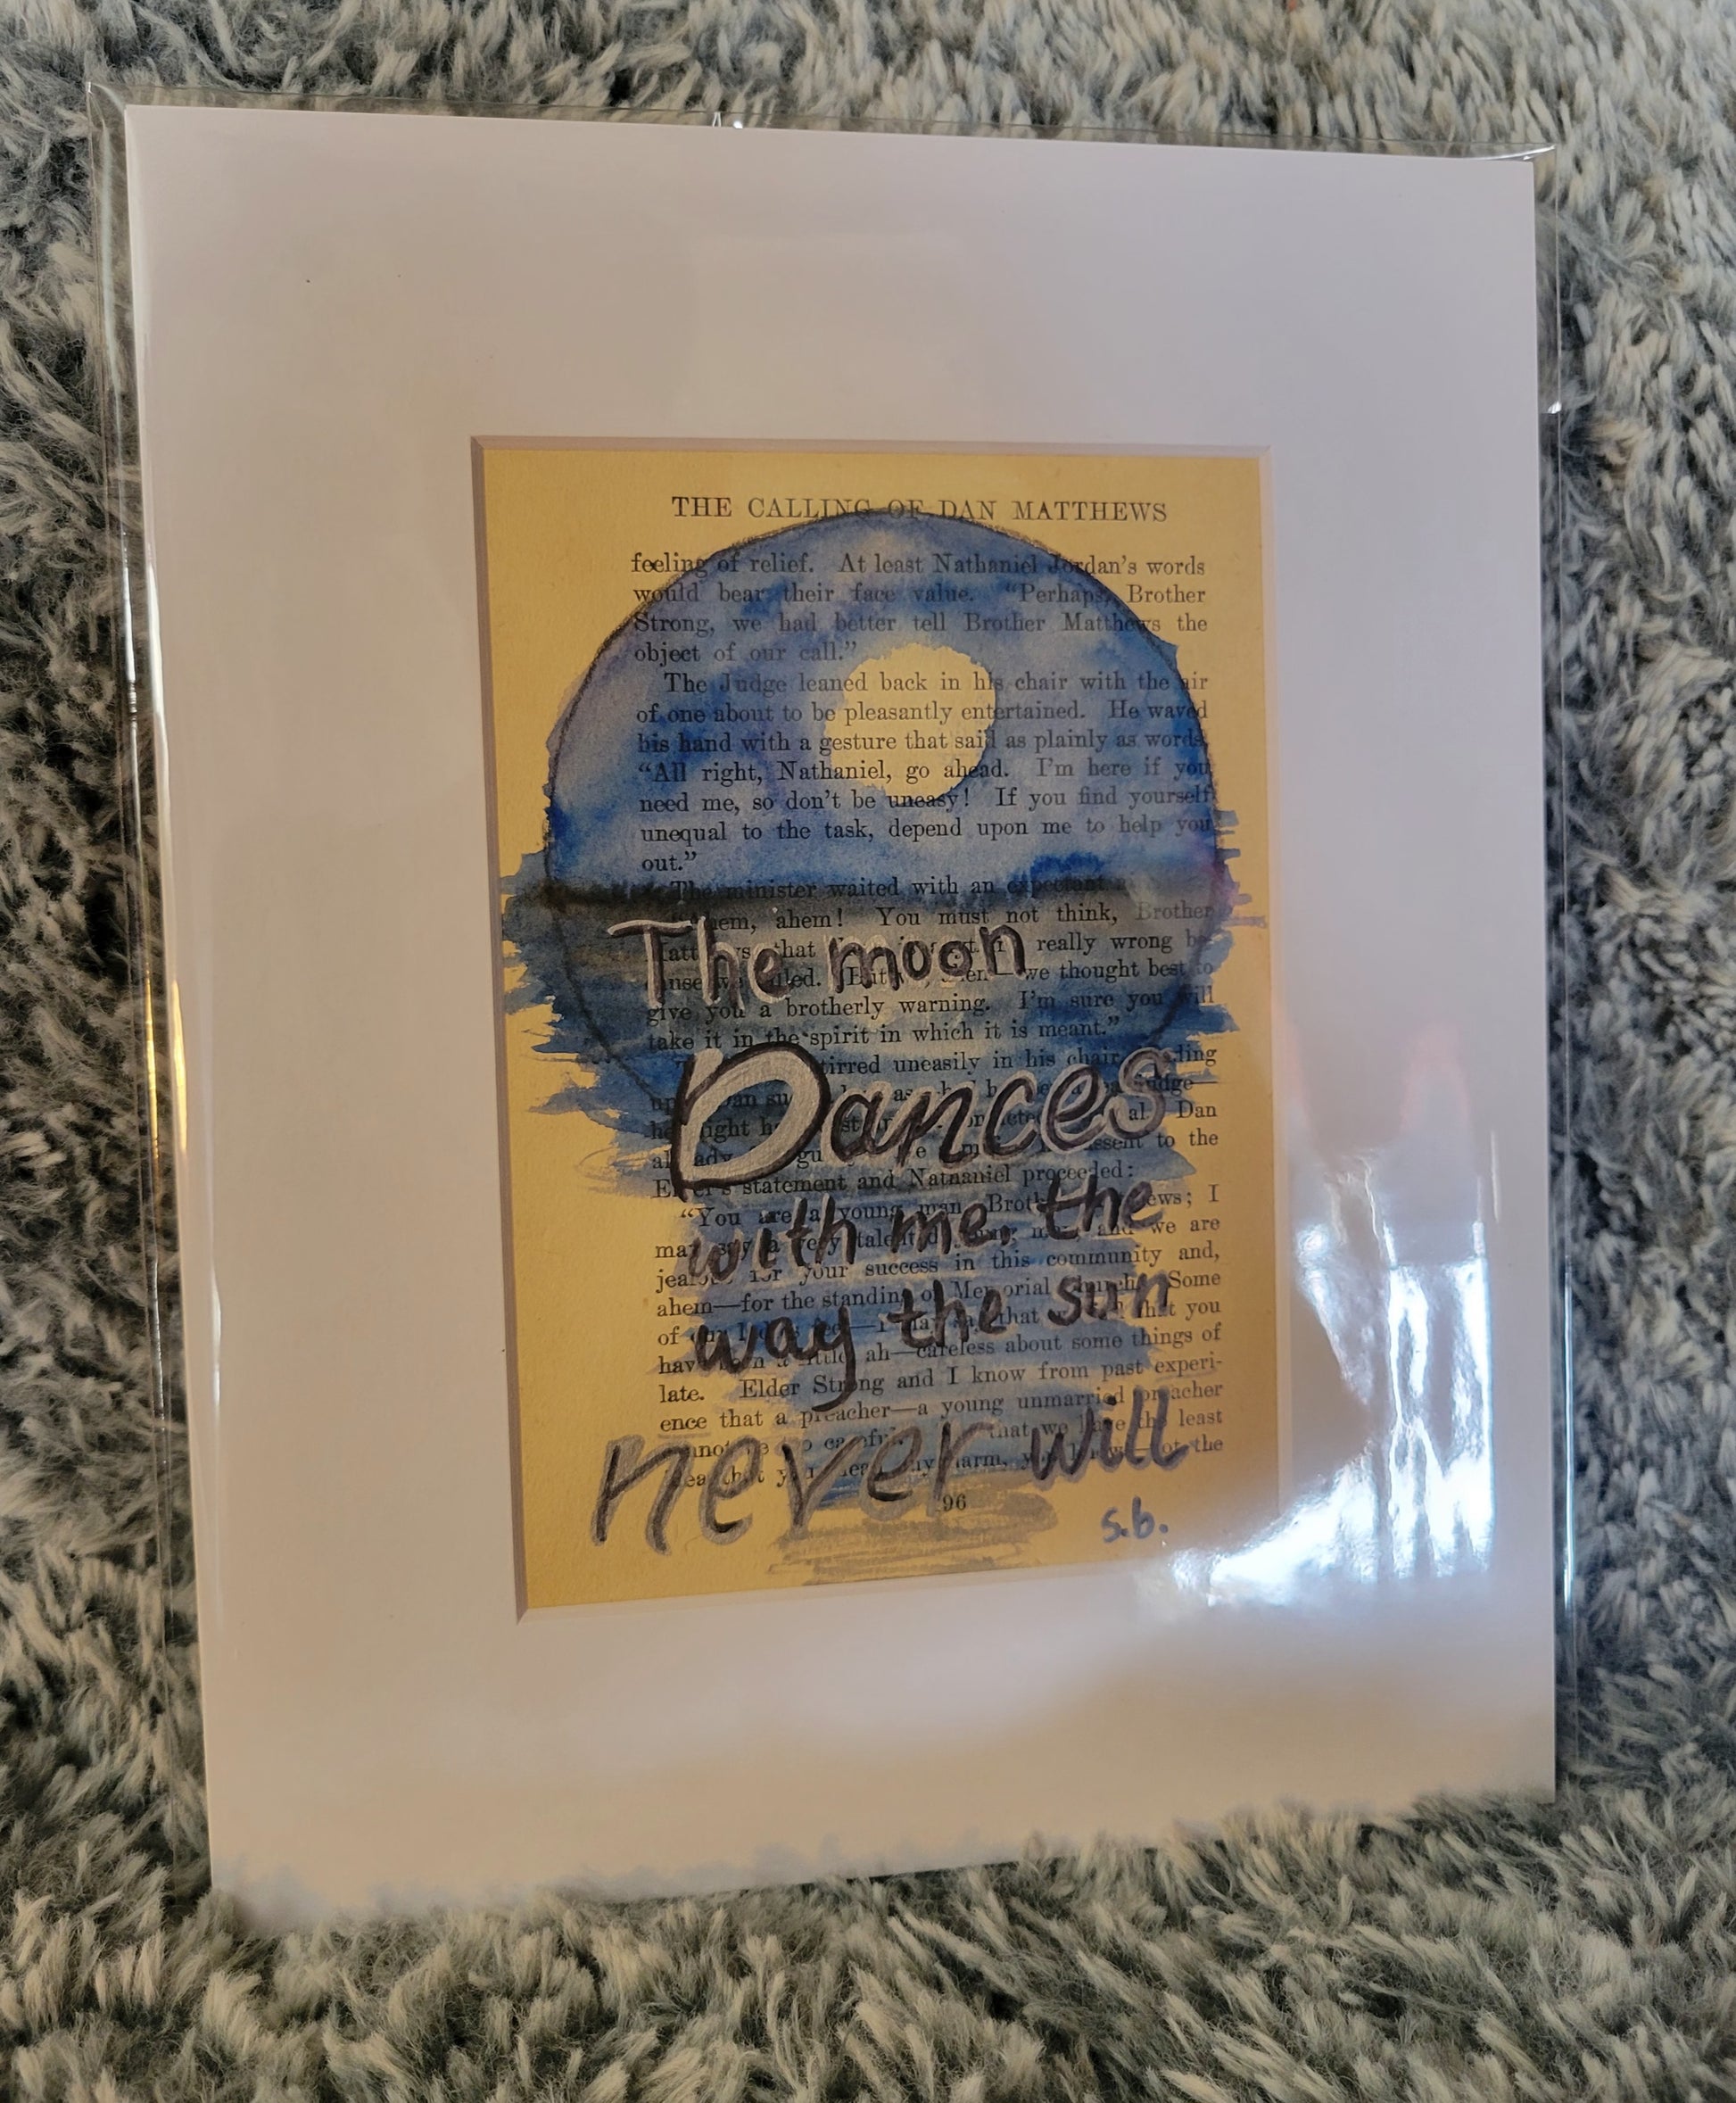 THE CALLING OF DAN MATTHEWS
feeling of relief. At least Nathaniel Jordan's words
would bear their face value. "Perhaps, Brother
Strong, we had better tell Brother Matthews the
object of our call."
The Judge leaned back in his chair with the air
of one about to be pleasantly entertained. He waved
his hand with a gesture that said as plainly as words,
"All right, Nathaniel, go ahead. I'm here if you
need me, so don't be uneasy! If you find yourself
unequal to the task, depend upon me to help you
out."
The minister waited with an expectant
ahem! You must not think, Brother
that really wrong
we thought best to
The moon
give you a brotherly warning. I'm sure you will
take it in the spirit in which it is meant."
uneasily in his chair
Dances
Dan
to the
statement and Nathaniel proceeded:
"You are a young man, I
with me, the
may say a very we are
for your success in this community and,
ahem—for the standing of Memorial Church. Some
way the sun
of that you
ah—careless about some things of
late. Elder Strong and I know from past experi-
ence that a preacher—a young unmarried preacher
that we least
never will
harm, the
96
s.b.